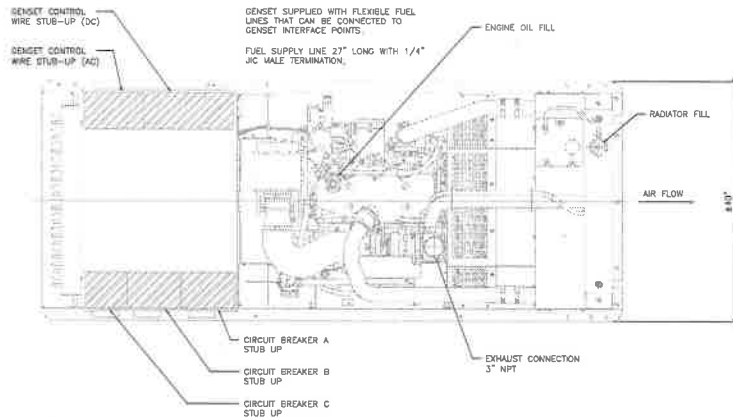 GENSET CONTROL
WIRE STUB-UP (DC)
GENSET CONTROL
WIRE STUB-UP (AC)
GENSET SUPPLIED WITH FLEXIBLE FUEL
LINES THAT CAN BE CONNECTED TO
GENSET INTERFACE POINTS.
FUEL SUPPLY LINE 27" LONG WITH 1/4"
JIC MALE TERMINATION.
ENGINE OIL FILL
RADIATOR FILL
AIR FLOW
EXHAUST CONNECTION
3" NPT
CIRCUIT BREAKER A
STUB UP
CIRCUIT BREAKER B
STUB UP
CIRCUIT BREAKER C
STUB UP